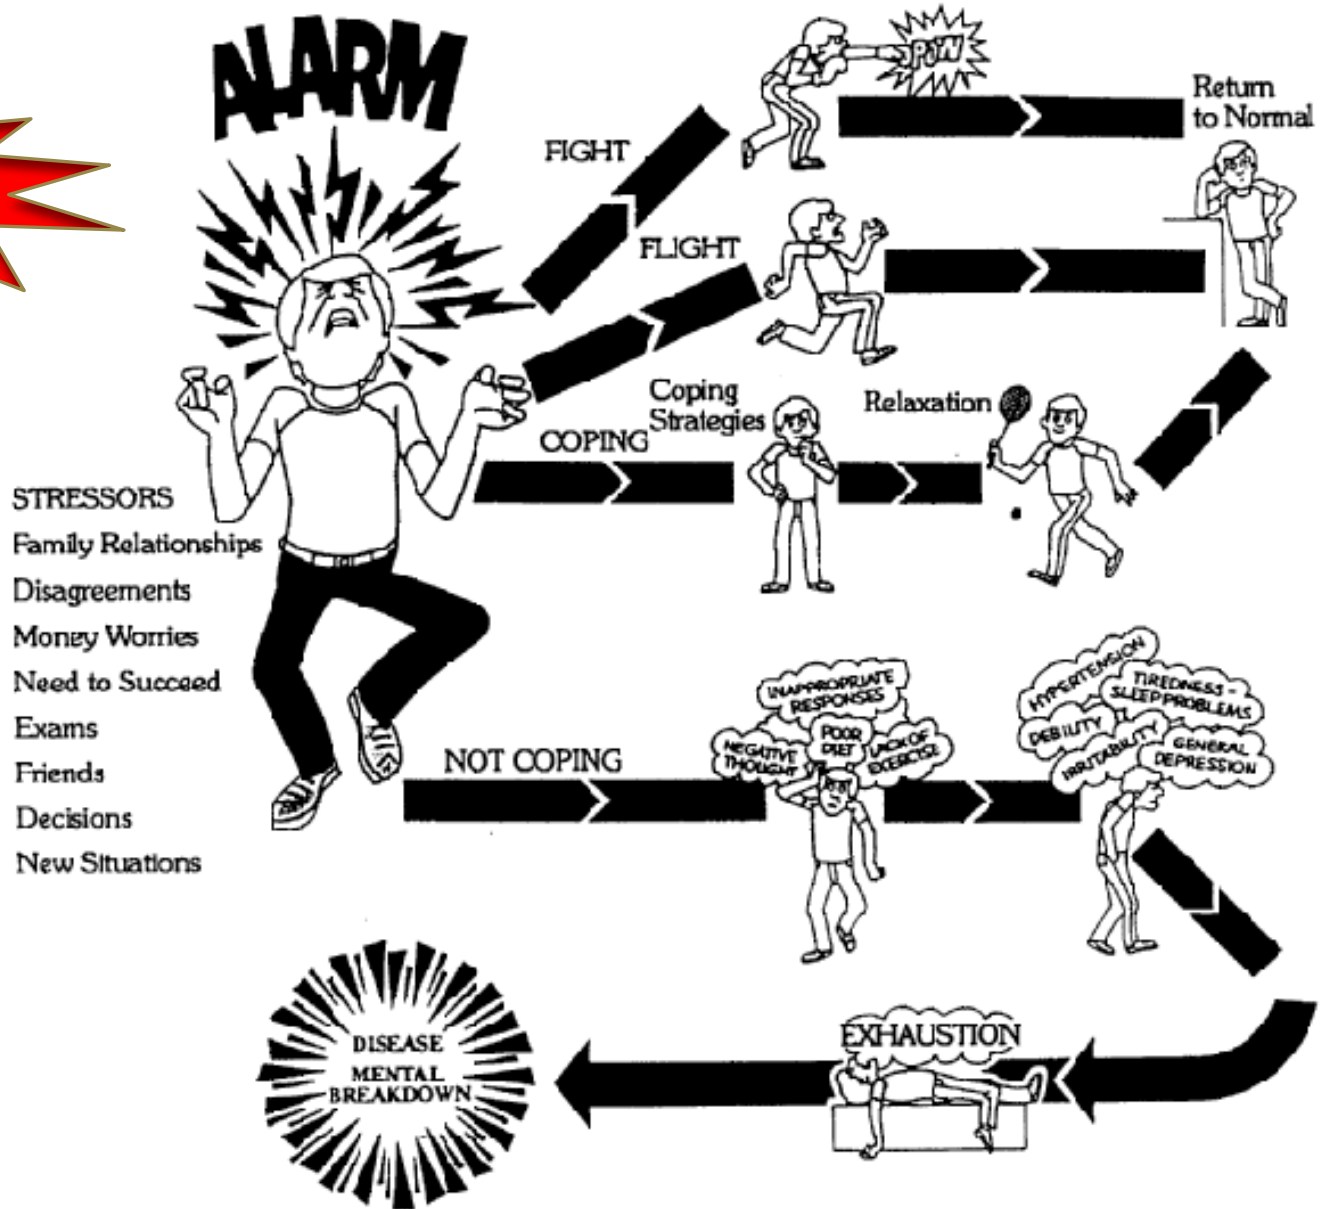 ALARM
POW
Return
to Normal
FIGHT
FLIGHT
Coping
Strategies
Relaxation
COPING
STRESSORS
Family Relationships
Disagreements
Money Worries
Need to Succeed
Exams
Friends
Decisions
New Situations
NOT COPING
INAPPROPRIATE
RESPONSES
NEGATIVE
THOUGHT
POOR
DIET
LACK OF
EXERCISE
HYPERTENSION
TIREDNESS -
SLEEP PROBLEMS
DEBILITY
IRRITABILITY
GENERAL
DEPRESSION
EXHAUSTION
DISEASE
MENTAL
BREAKDOWN